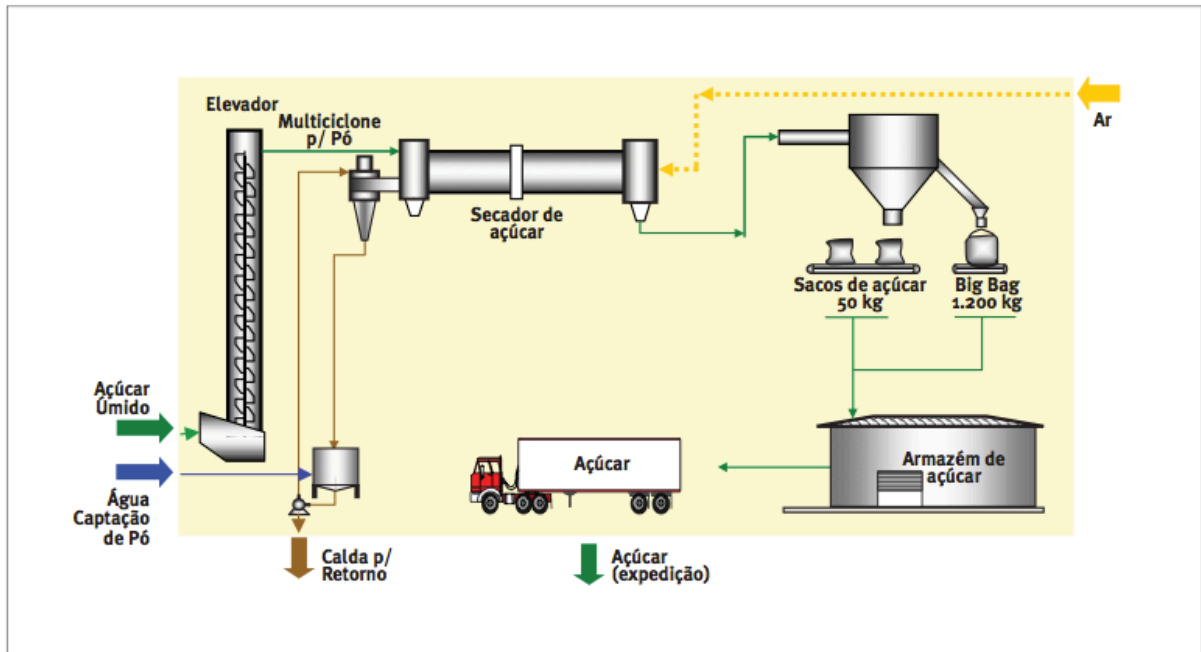 Elevador
Multiciclone
p/ Pó
Ar
Secador de
açúcar
Sacos de açúcar
50 kg
Big Bag
1.200 kg
Açúcar
Úmido
Açúcar
Armazém de
açúcar
Água
Captação
de Pó
Calda p/
Retorno
Açúcar
(expedição)